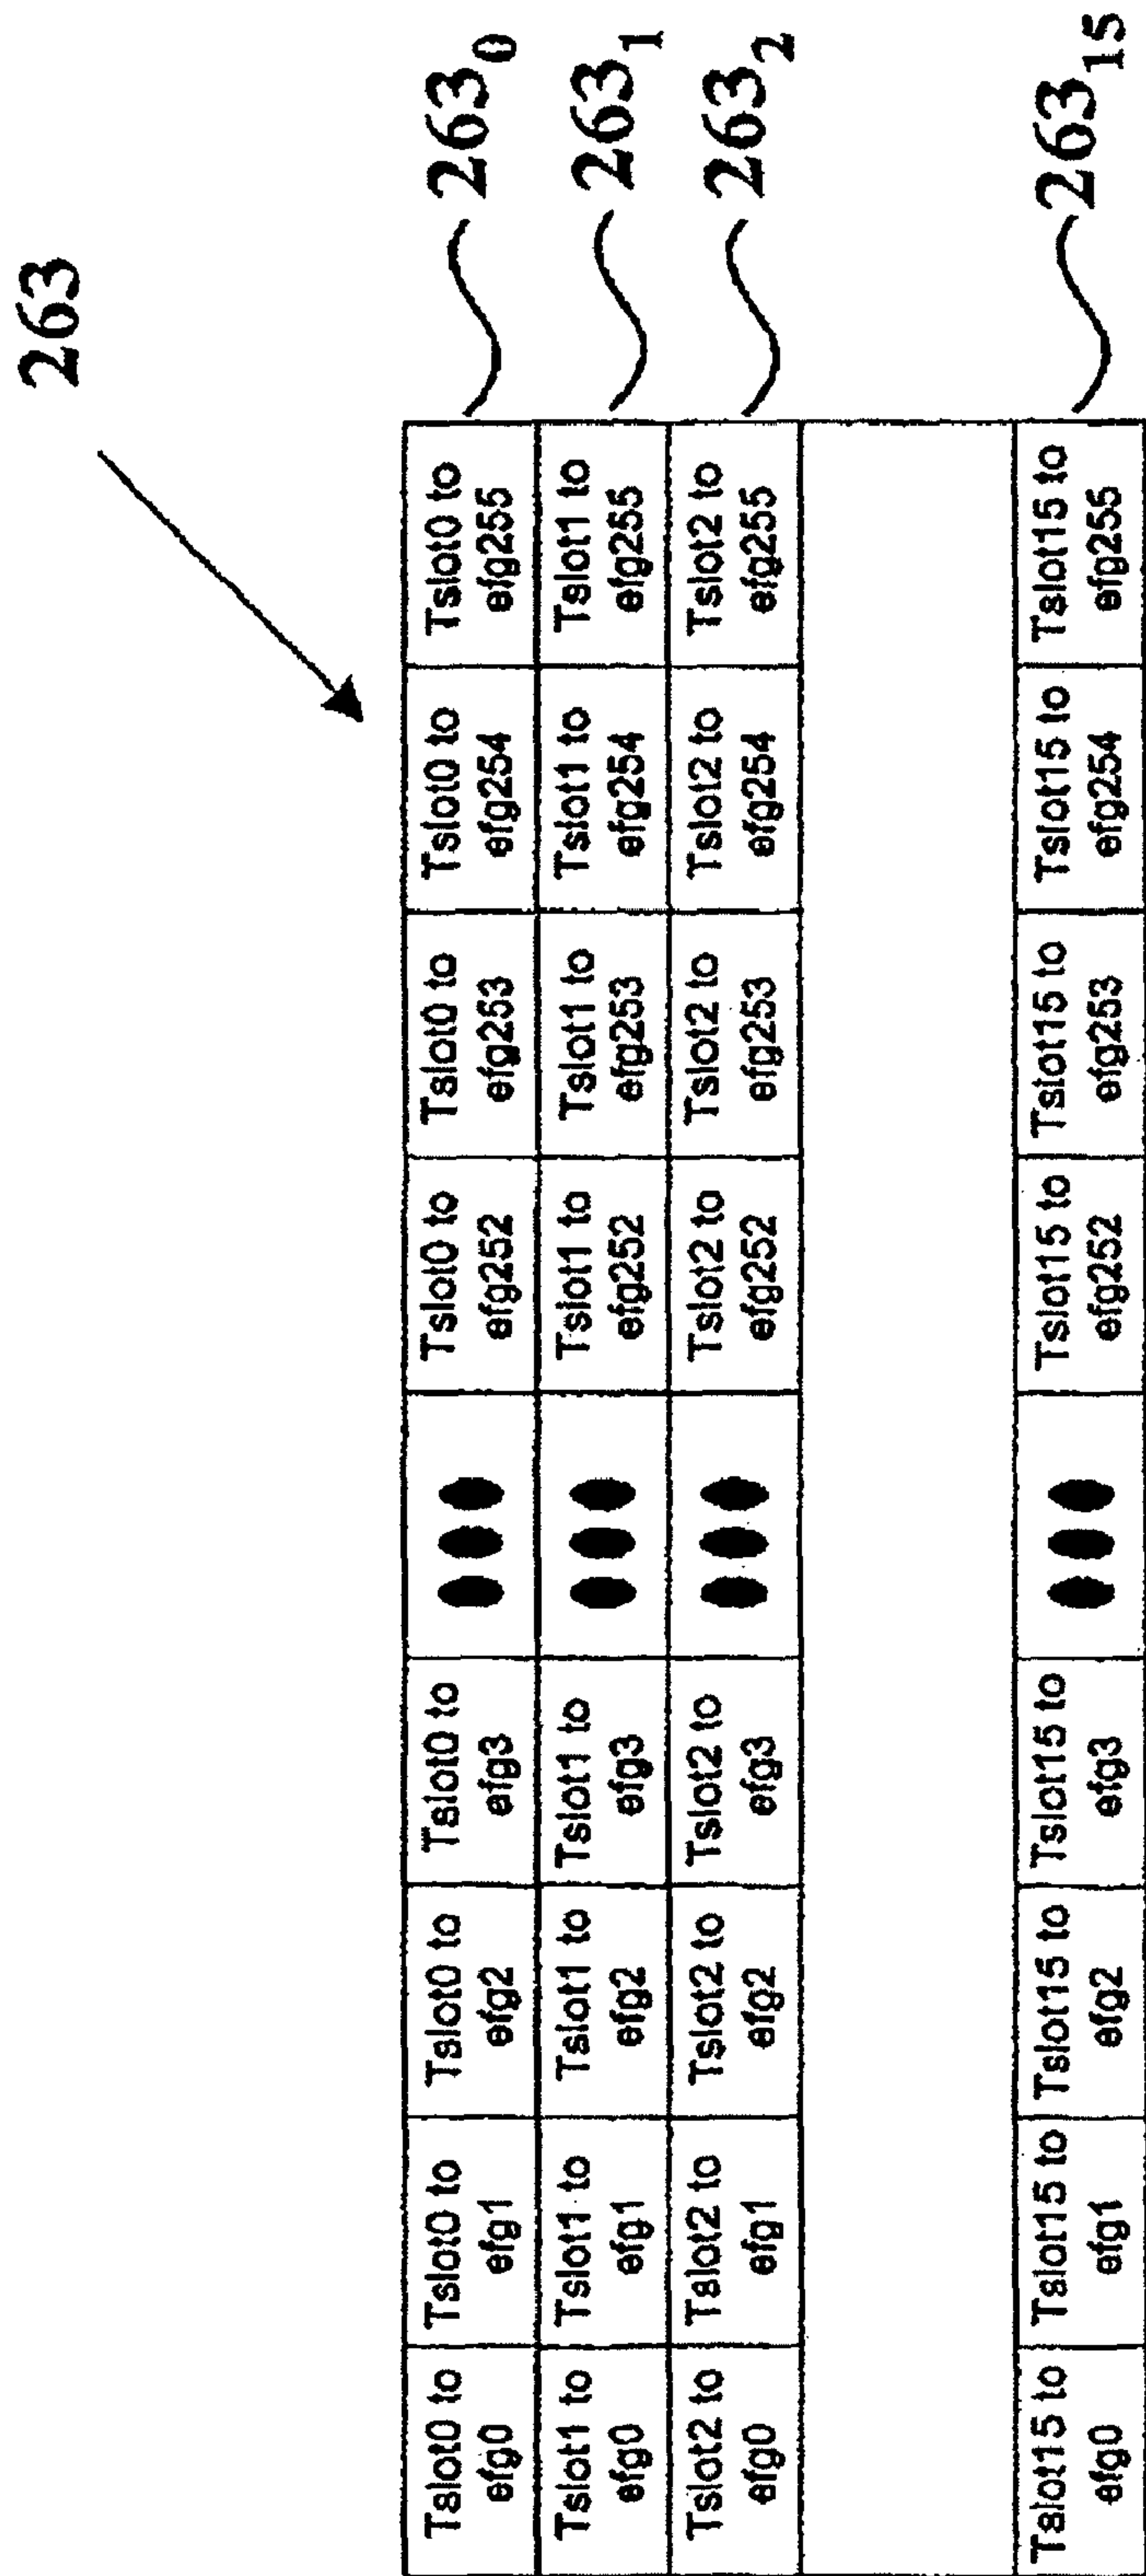 263
Tslot0 to efg0
Tslot0 to efg1
Tslot0 to efg2
Tslot0 to efg3
Tslot0 to efg252
Tslot0 to efg253
Tslot0 to efg254
Tslot0 to efg255
263₀
Tslot1 to efg0
Tslot1 to efg1
Tslot1 to efg2
Tslot1 to efg3
Tslot1 to efg252
Tslot1 to efg253
Tslot1 to efg254
Tslot1 to efg255
263₁
Tslot2 to efg0
Tslot2 to efg1
Tslot2 to efg2
Tslot2 to efg3
Tslot2 to efg252
Tslot2 to efg253
Tslot2 to efg254
Tslot2 to efg255
263₂
Tslot15 to efg0
Tslot15 to efg1
Tslot15 to efg2
Tslot15 to efg3
Tslot15 to efg252
Tslot15 to efg253
Tslot15 to efg254
Tslot15 to efg255
263₁₅